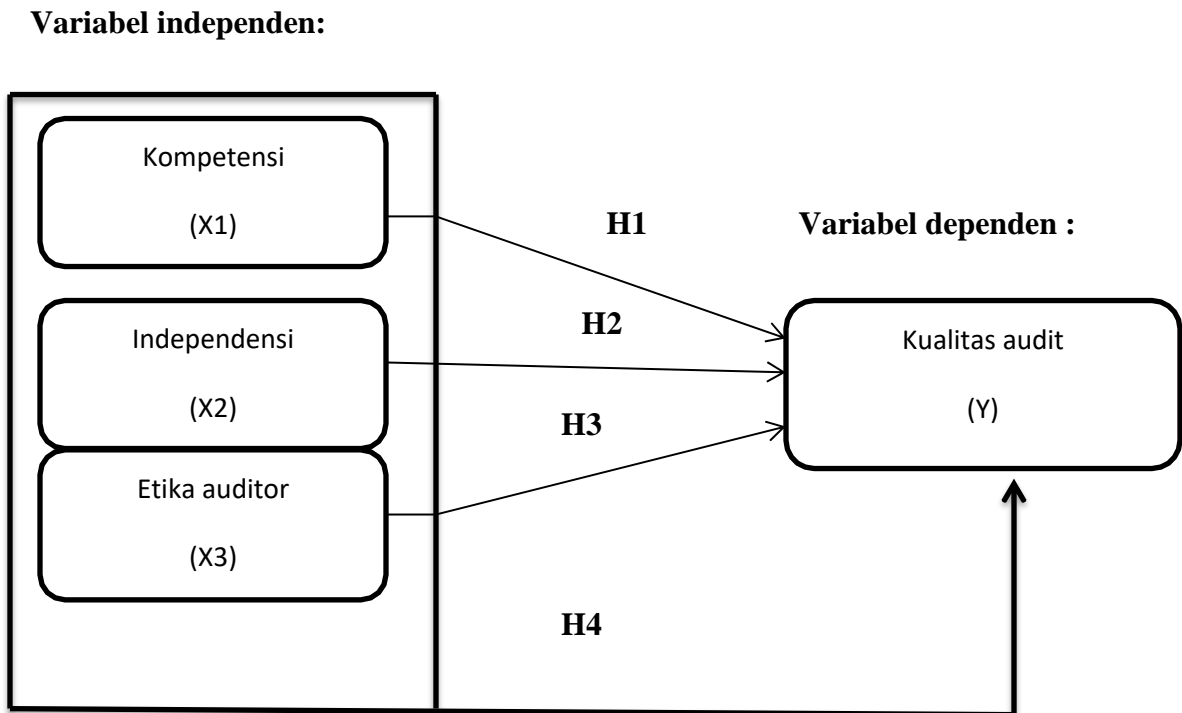 Variabel independen:
Kompetensi
(X1)
H1
Variabel dependen :
H2
Independensi
(X2)
Kualitas audit
(Y)
H3
Etika auditor
(X3)
H4